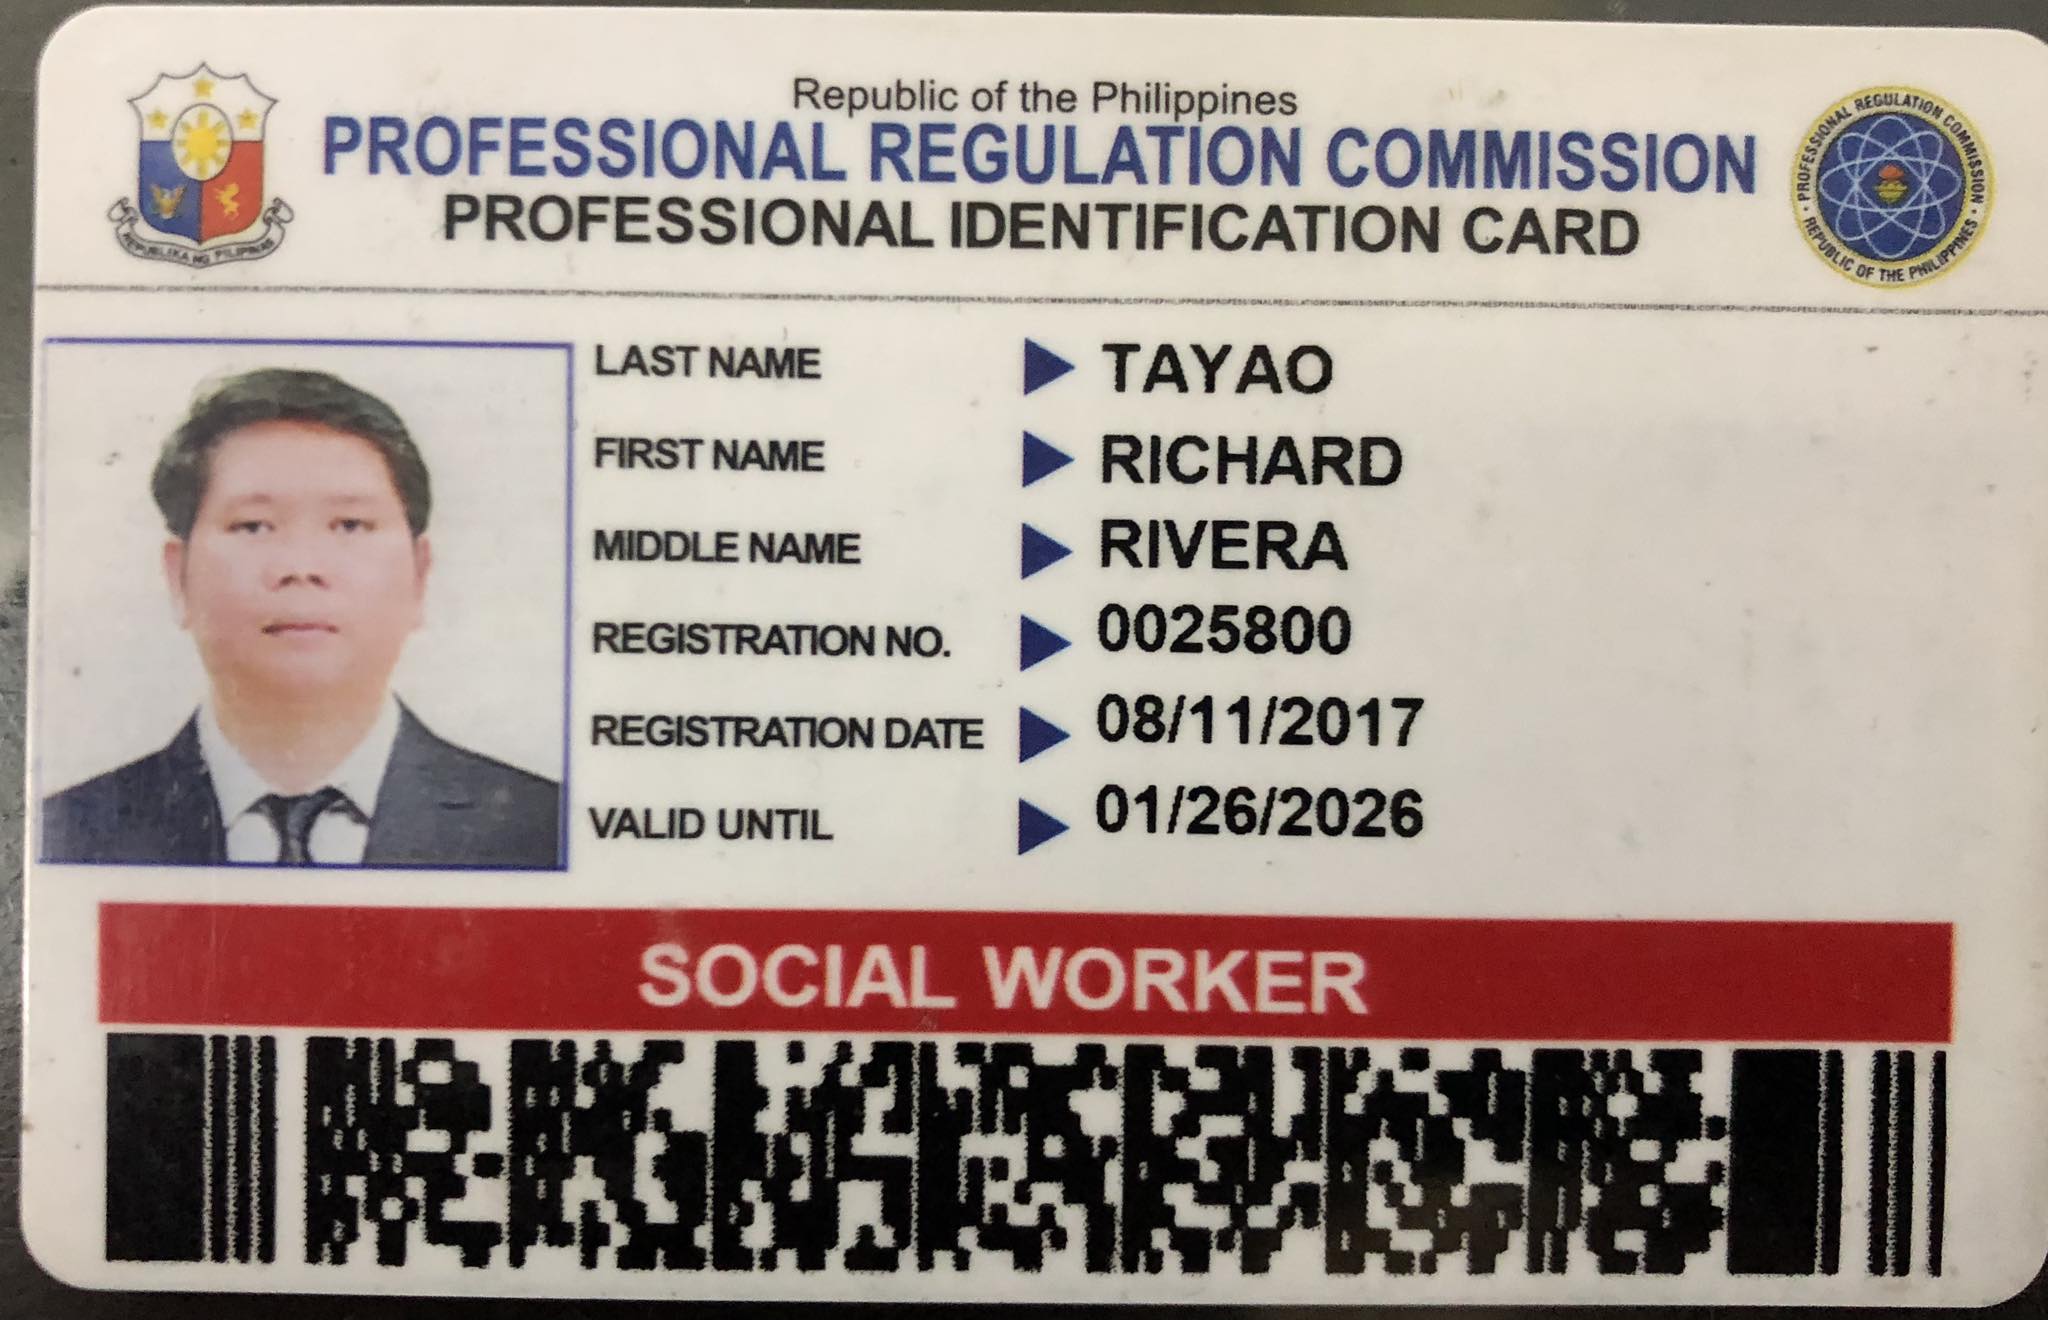 Republic of the Philippines
PROFESSIONAL REGULATION COMMISSION
PROFESSIONAL IDENTIFICATION CARD
REPUBLIKA NG PILIPINAS
PROFESSIONAL REGULATION COMMISSION • REPUBLIC OF THE PHILIPPINES •
LAST NAME TAYAO
FIRST NAME RICHARD
MIDDLE NAME RIVERA
REGISTRATION NO. 0025800
REGISTRATION DATE 08/11/2017
VALID UNTIL 01/26/2026
SOCIAL WORKER